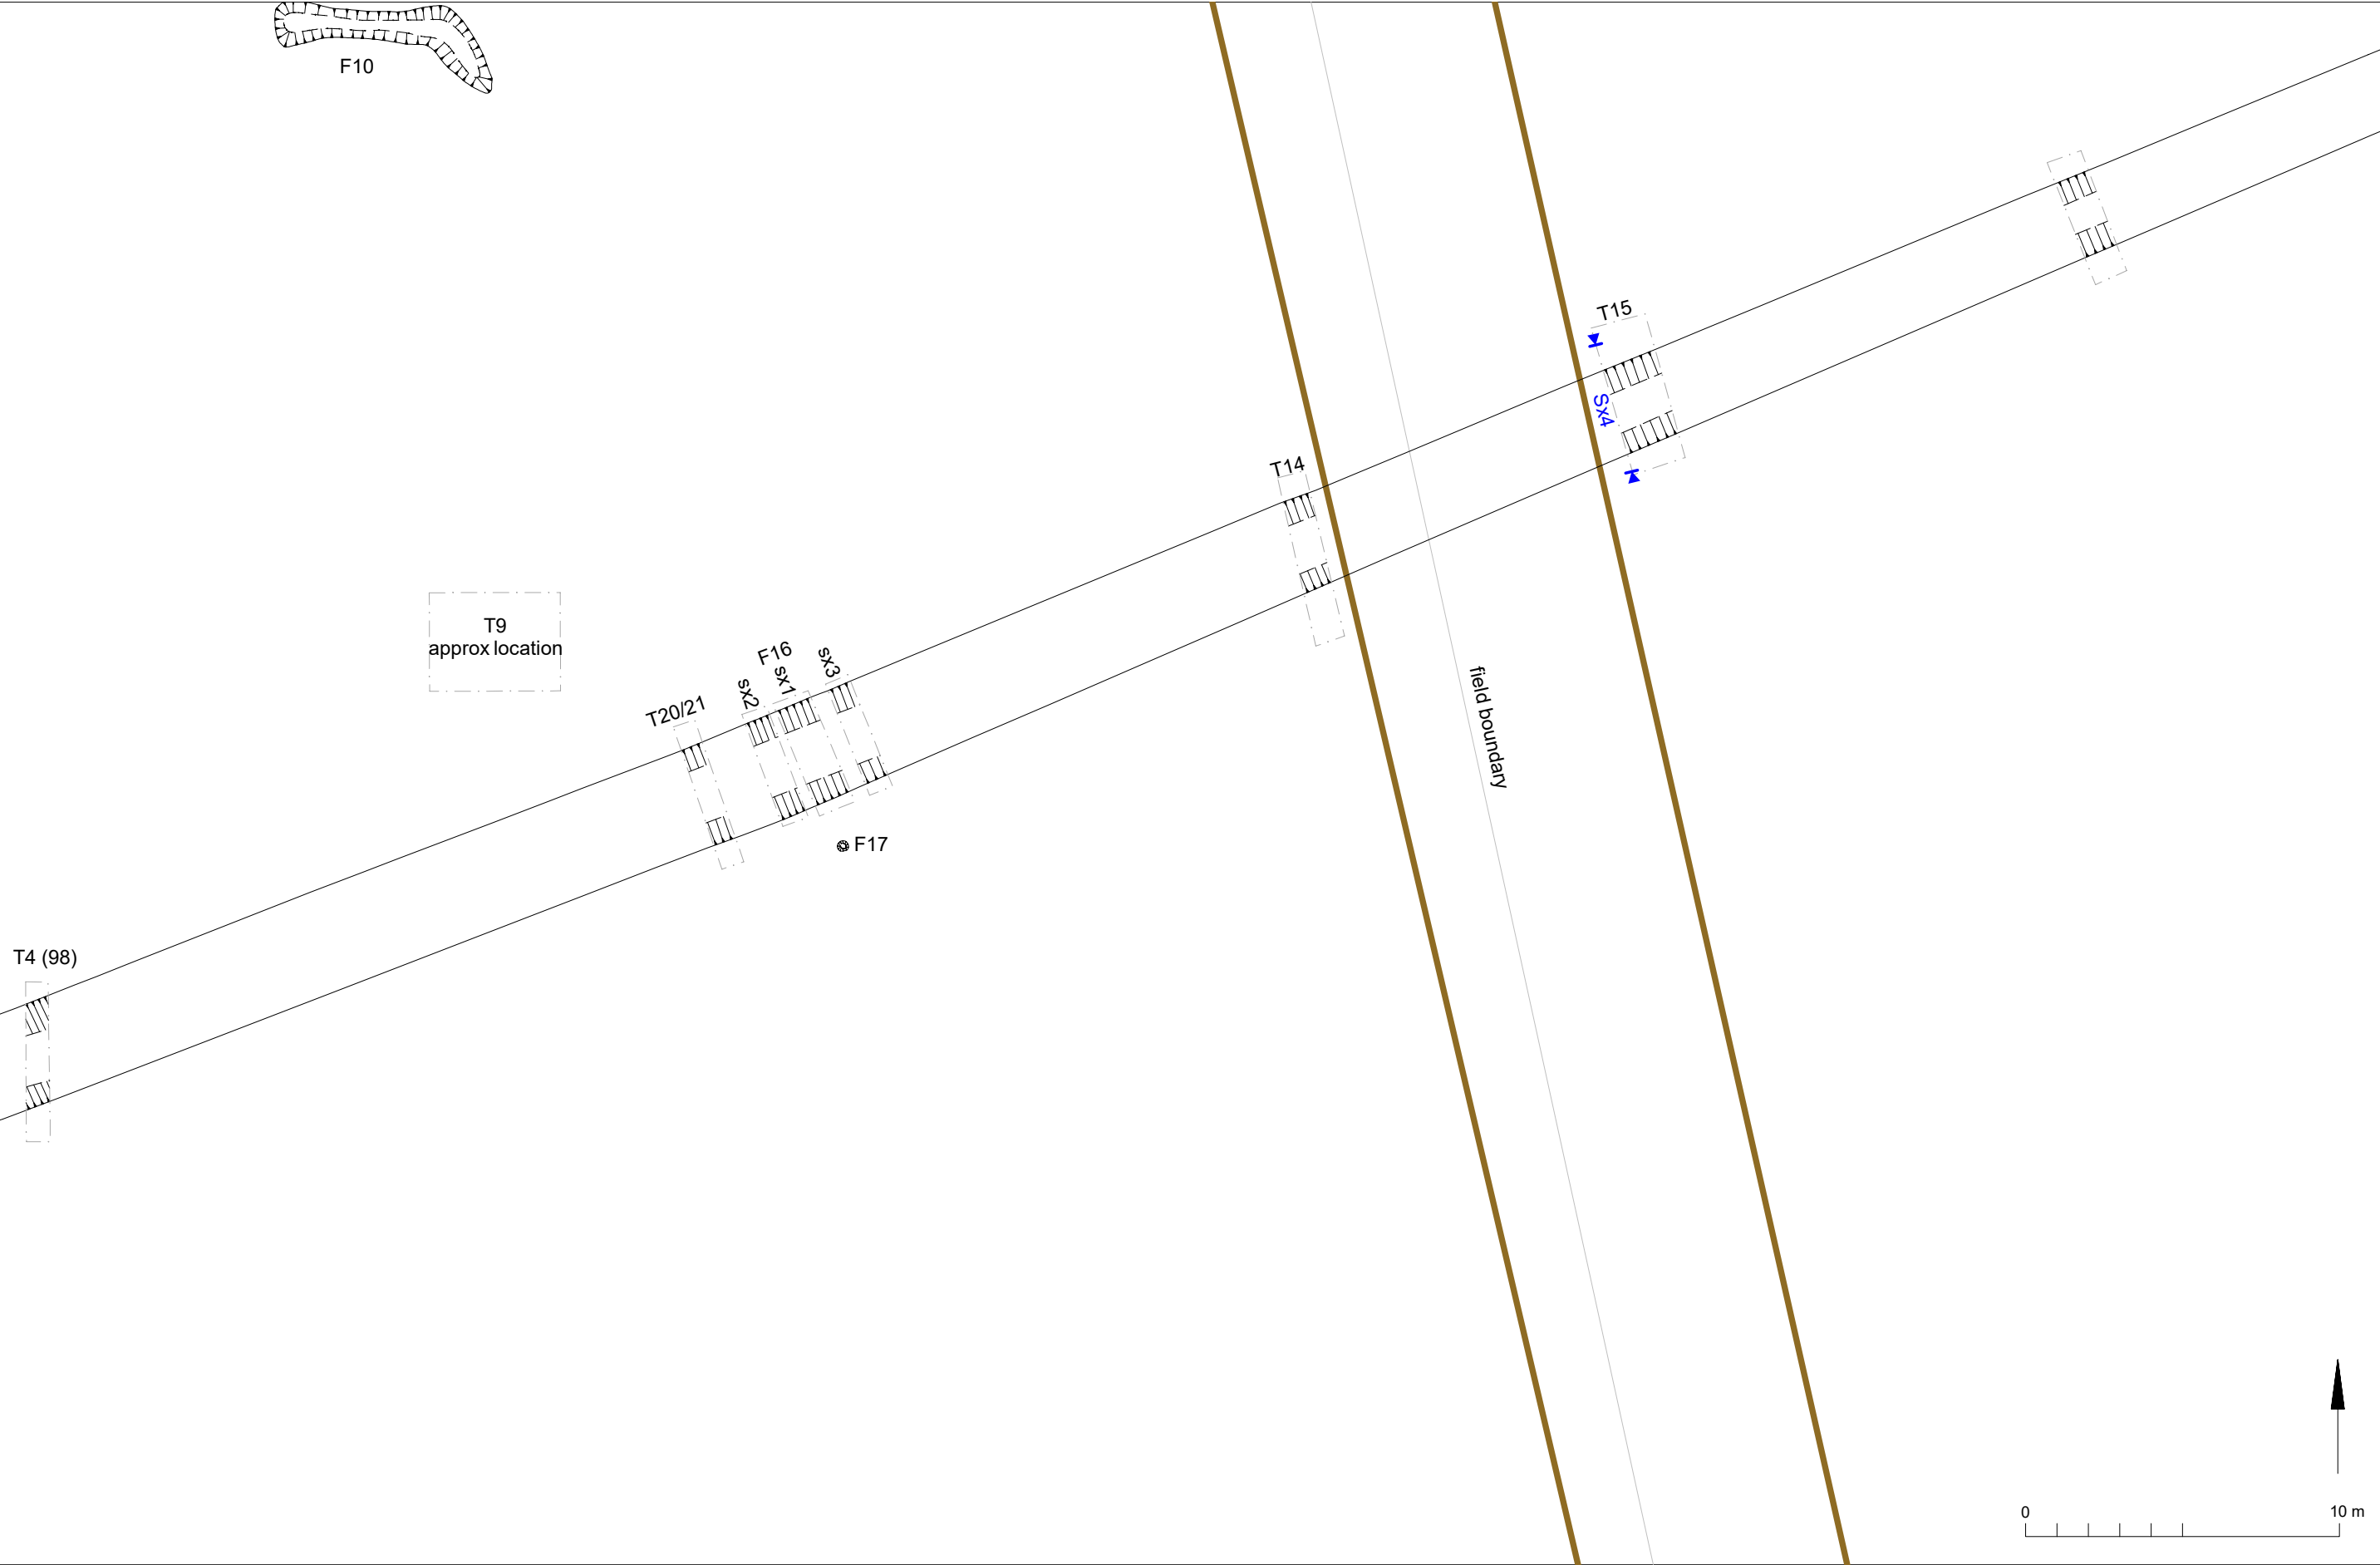 F10
T15
Sx4
T14
T9
approx location
F16
sx3
sx1
sx2
T20/21
field boundary
F17
T4 (98)
0
10 m